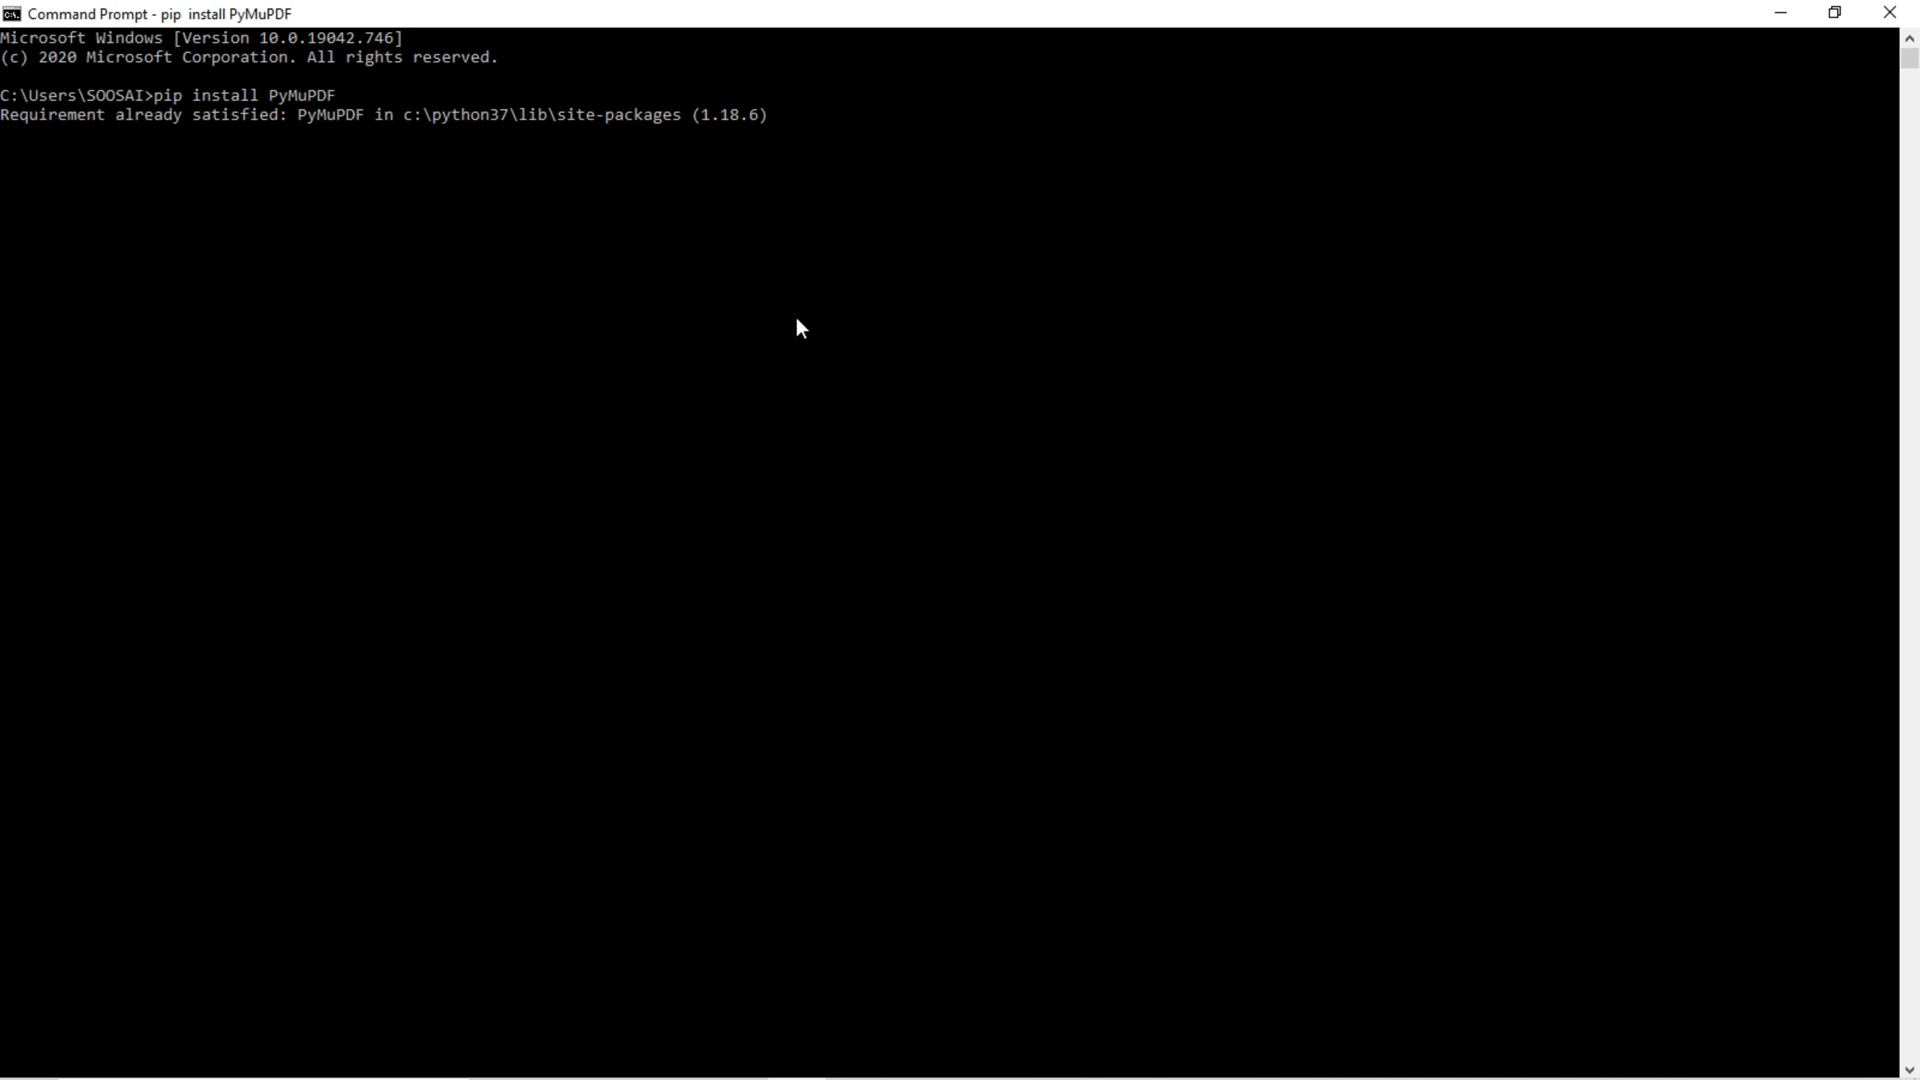 Command Prompt - pip  install PyMuPDF
Microsoft Windows [Version 10.0.19042.746]
(c) 2020 Microsoft Corporation. All rights reserved.
C:\Users\SOOSAI>pip install PyMuPDF
Requirement already satisfied: PyMuPDF in c:\python37\lib\site-packages (1.18.6)